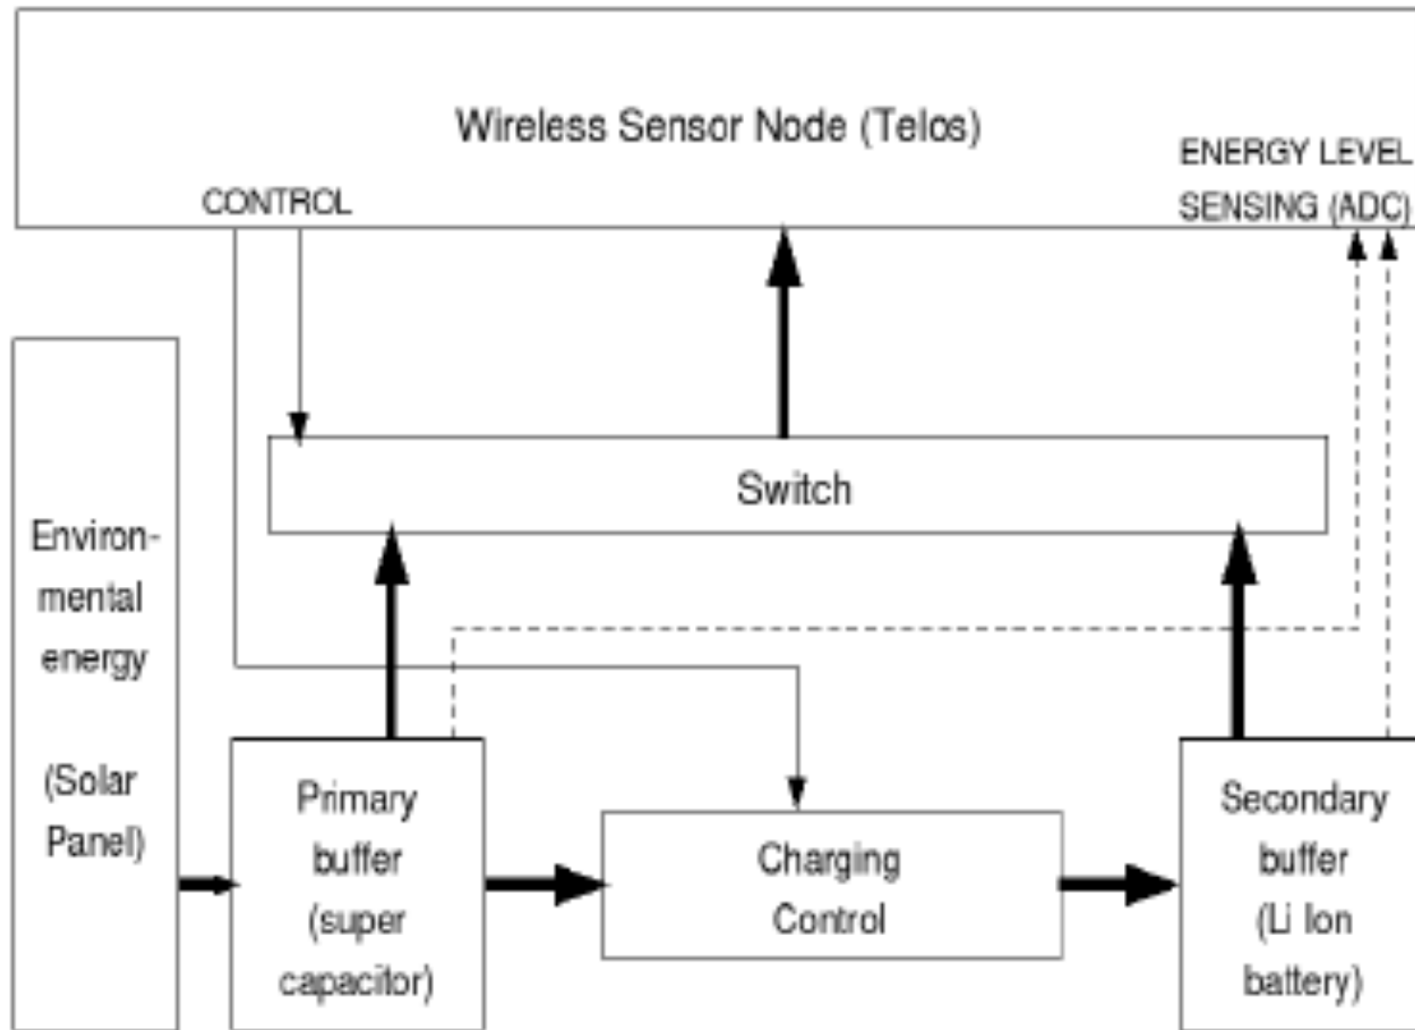 Wireless Sensor Node (Telos)
ENERGY LEVEL
SENSING (ADC)
CONTROL
Switch
Environ-
mental
energy
(Solar
Panel)
Primary
buffer
(super
capacitor)
Charging
Control
Secondary
buffer
(Li Ion
battery)